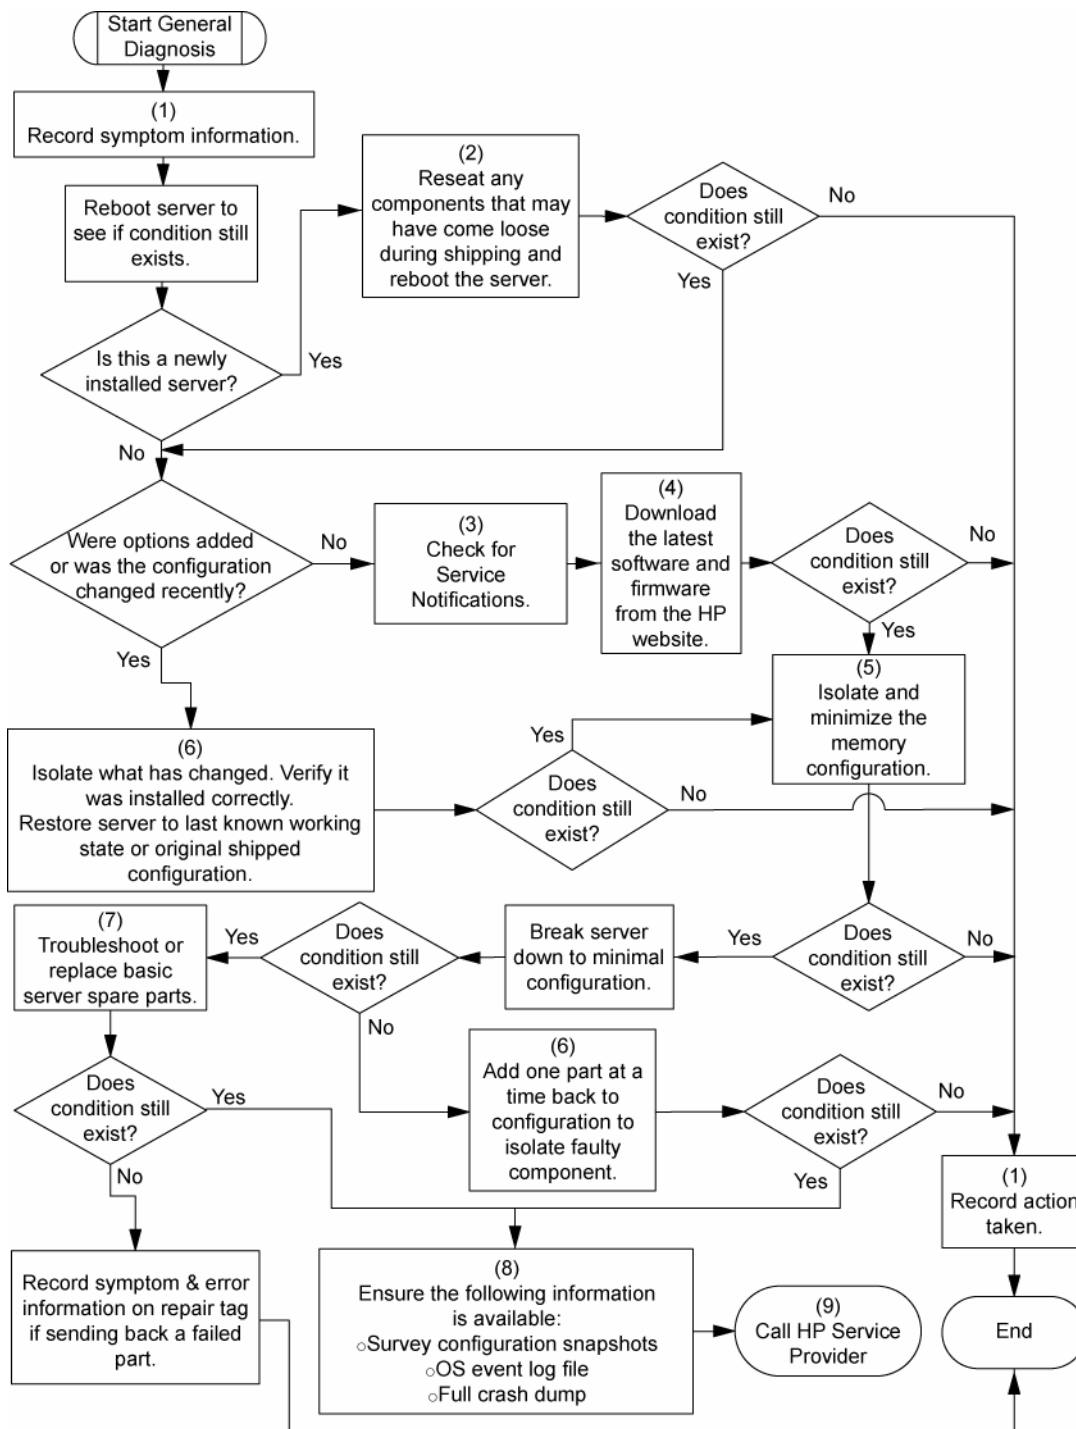 Start General
Diagnosis
(1)
Record symptom information.
Reboot server to
see if condition still
exists.
(2)
Reseat any
components that may
have come loose
during shipping and
reboot the server.
Does
condition still
exist?
No
Yes
Is this a newly
installed server?
Yes
No
Were options added
or was the configuration
changed recently?
No
Yes
(3)
Check for
Service
Notifications.
(4)
Download
the latest
software and
firmware
from the HP
website.
Does
condition still
exist?
No
Yes
(5)
Isolate and
minimize the
memory
configuration.
(6)
Isolate what has changed. Verify it
was installed correctly.
Restore server to last known working
state or original shipped
configuration.
Yes
Does
condition still
exist?
No
(7)
Troubleshoot or
replace basic
server spare parts.
Yes
Does
condition still
exist?
No
Break server
down to minimal
configuration.
Yes
Does
condition still
exist?
No
Does
condition still
exist?
Yes
No
(6)
Add one part at a
time back to
configuration to
isolate faulty
component.
Does
condition still
exist?
No
Yes
(1)
Record action
taken.
Record symptom & error
information on repair tag
if sending back a failed
part.
(8)
Ensure the following information
is available:
○Survey configuration snapshots
○OS event log file
○Full crash dump
(9)
Call HP Service
Provider
End